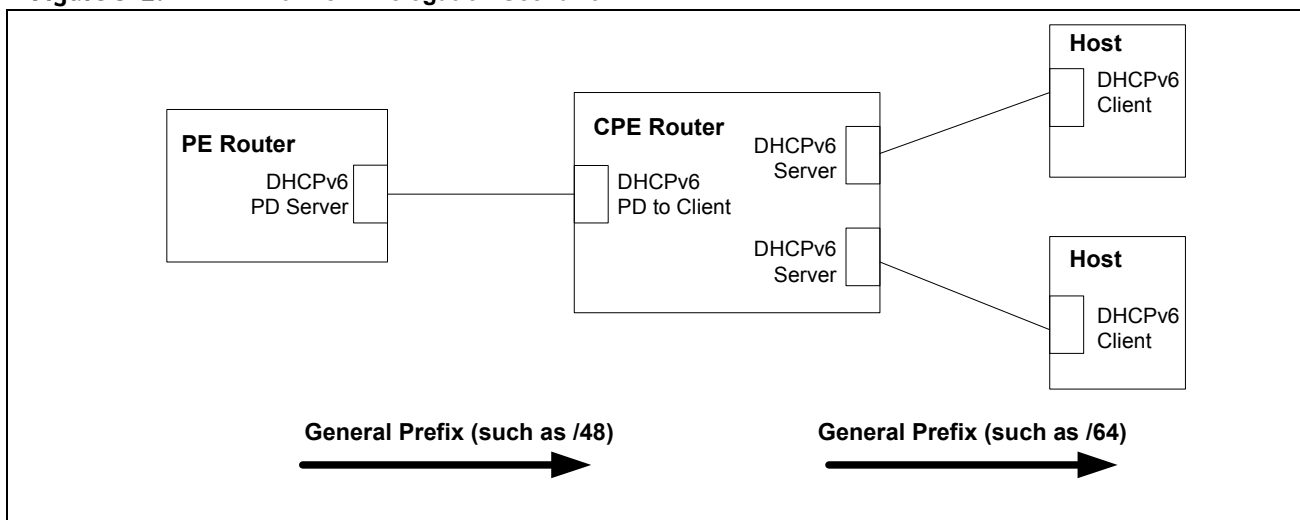 PE Router
DHCPv6
PD Server
CPE Router
DHCPv6
PD to Client
DHCPv6
Server
DHCPv6
Server
Host
DHCPv6
Client
Host
DHCPv6
Client
General Prefix (such as /48)
General Prefix (such as /64)